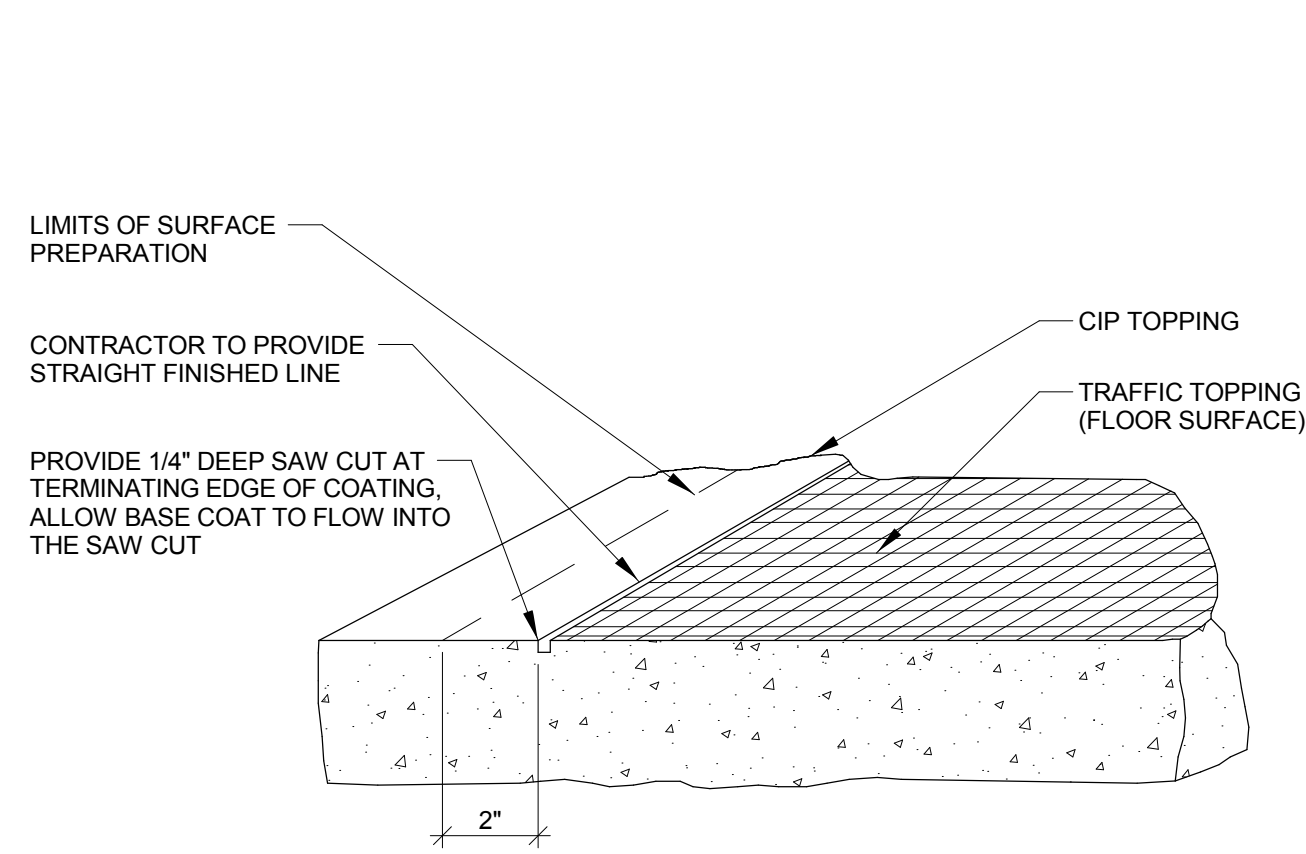 LIMITS OF SURFACE
PREPARATION
CONTRACTOR TO PROVIDE
STRAIGHT FINISHED LINE
PROVIDE 1/4" DEEP SAW CUT AT
TERMINATING EDGE OF COATING,
ALLOW BASE COAT TO FLOW INTO
THE SAW CUT
CIP TOPPING
TRAFFIC TOPPING
(FLOOR SURFACE)
2"